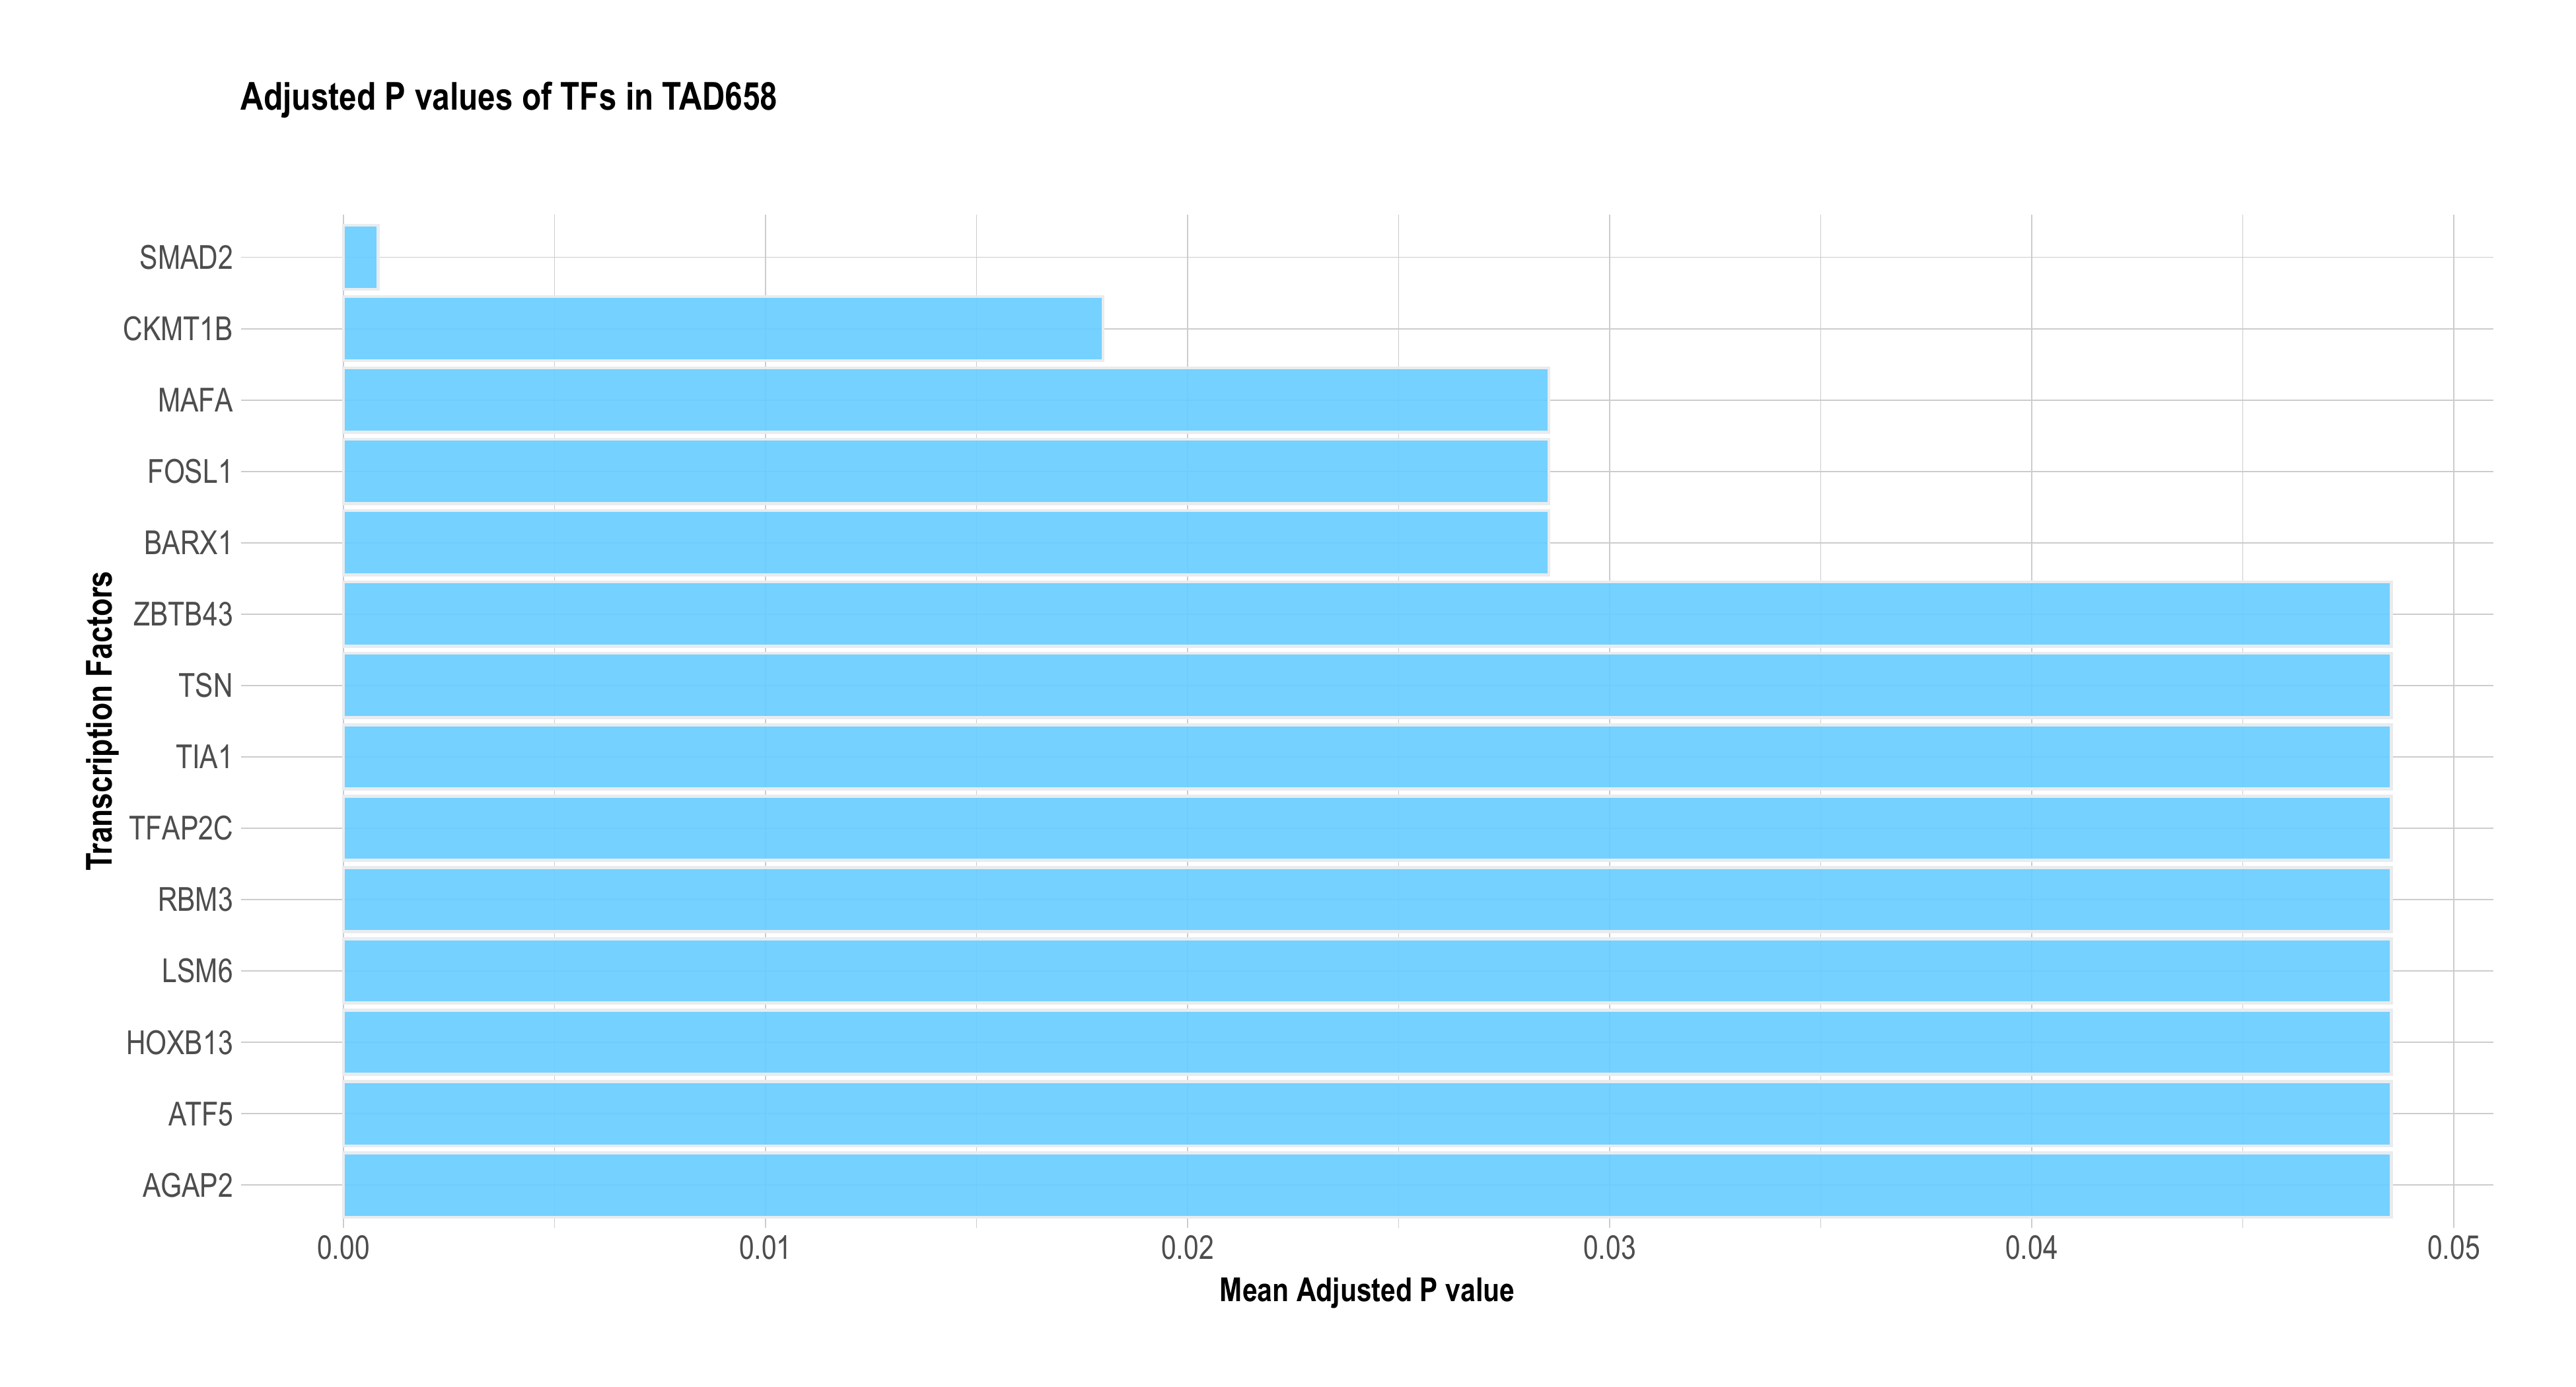 Adjusted P values of TFs in TAD658
SMAD2
CKMT1B
MAFA
FOSL1
BARX1
ZBTB43
TSN
TIA1
TFAP2C
RBM3
LSM6
HOXB13
ATF5
AGAP2
Transcription Factors
0.00 0.01 0.02 0.03 0.04 0.05
Mean Adjusted P value